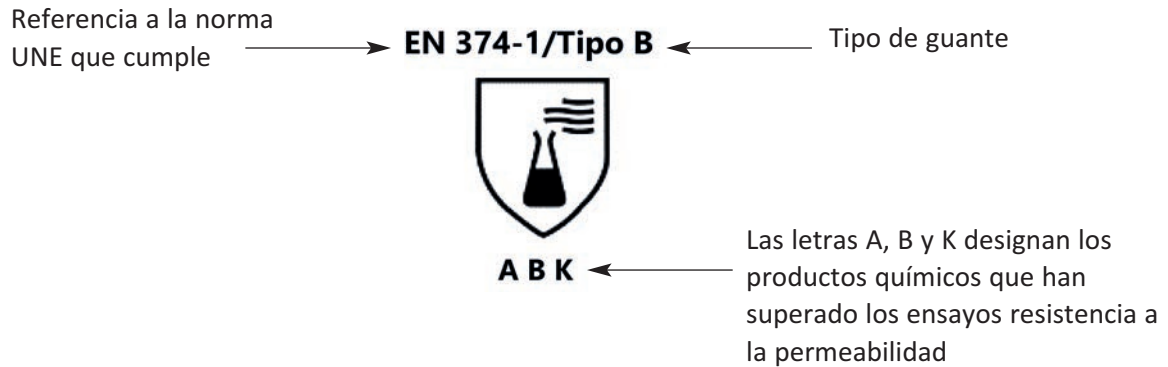 Referencia a la norma
UNE que cumple
EN 374-1/Tipo B
Tipo de guante
A B K
Las letras A, B y K designan los
productos químicos que han
superado los ensayos resistencia a
la permeabilidad